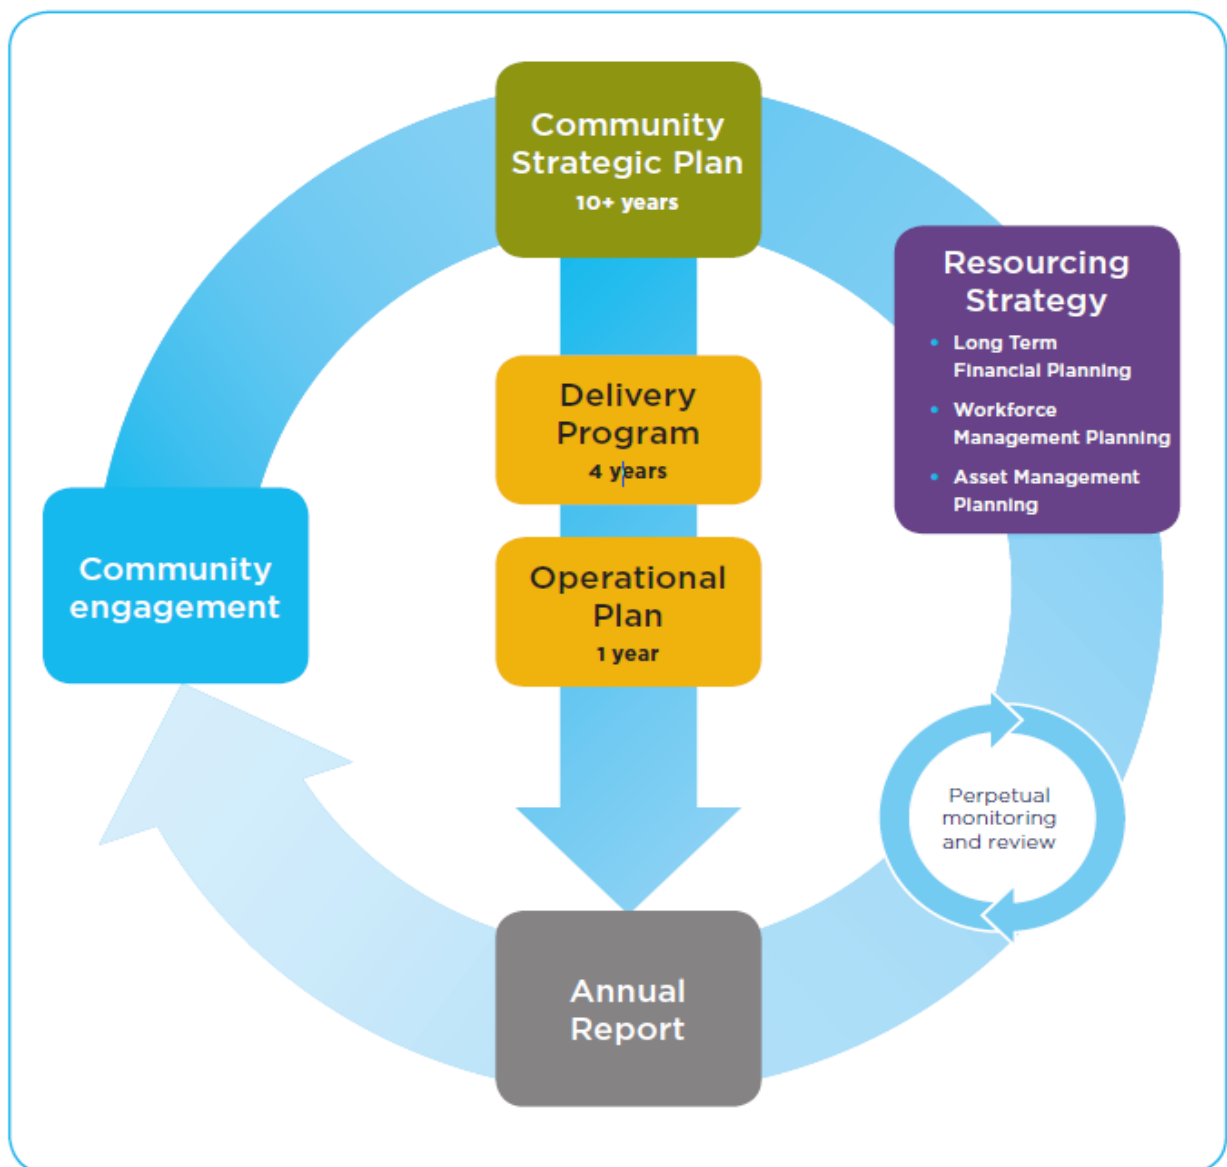 Community
Strategic Plan
10+ years
Resourcing
Strategy
• Long Term
Financial Planning
• Workforce
Management Planning
• Asset Management
Planning
Delivery
Program
4 years
Operational
Plan
1 year
Community
engagement
Perpetual
monitoring
and review
Annual
Report